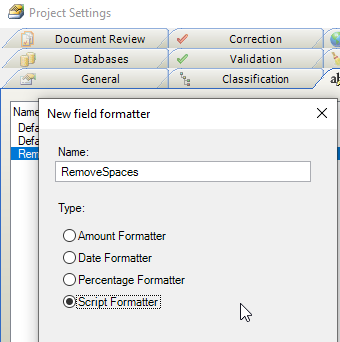 Project Settings
Document Review
Correction
Databases
Validation
General
Classification
Name
Defa
Defa
Rem
New field formatter
Name:
RemoveSpaces
Type:
Amount Formatter
Date Formatter
Percentage Formatter
Script Formatter